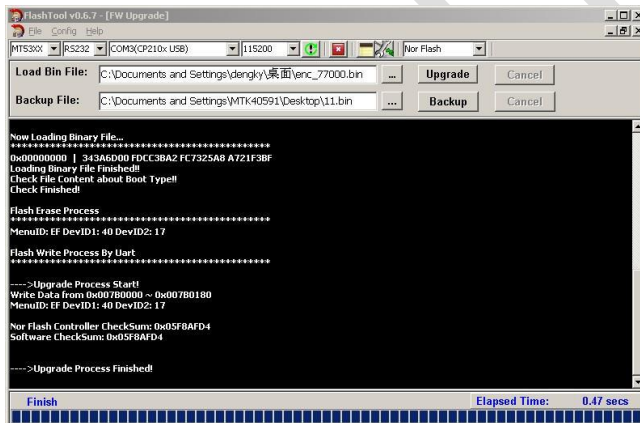 FlashTool v0.6.7 - [FW Upgrade]
File Config Help
MT53XX RS232 COM3(CP210x USB) 115200 Nor Flash
Load Bin File: C:\Documents and Settings\dengky\桌面\enc_77000.bin ... Upgrade Cancel
Backup File: C:\Documents and Settings\MTK40591\Desktop\11.bin ... Backup Cancel
Now Loading Binary File...
**************************************************
0x00000000 | 343A6D00 FDCC3BA2 FC7325A8 A721F3BF
Loading Binary File Finished!!
Check File Content about Boot Type!!
Check Finished!
Flash Erase Process
**************************************************
MenuID: EF DevID1: 40 DevID2: 17
Flash Write Process By Uart
**************************************************
---->Upgrade Process Start!
Write Data from 0x007B0000 ~ 0x007B0180
MenuID: EF DevID1: 40 DevID2: 17
Nor Flash Controller CheckSum: 0x05F8AFD4
Software CheckSum: 0x05F8AFD4
---->Upgrade Process Finished!
Finish Elapsed Time: 0.47 secs